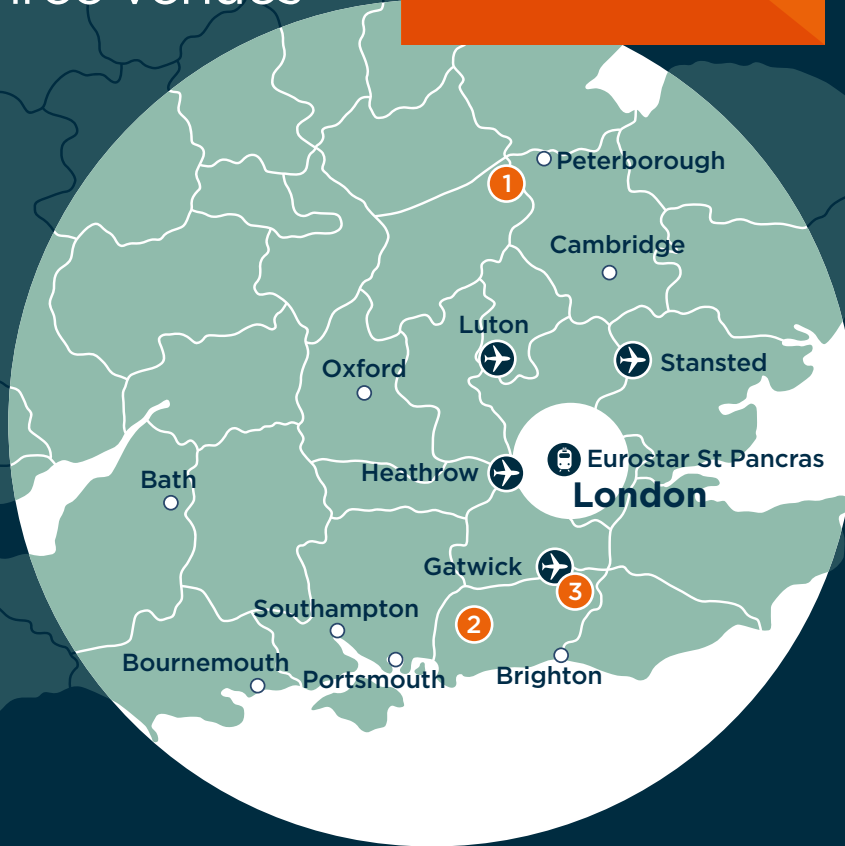 Venues
Peterborough
1
Cambridge
Luton
Oxford
Stansted
Eurostar St Pancras
Heathrow
London
Bath
Gatwick
3
Southampton
2
Bournemouth
Portsmouth
Brighton